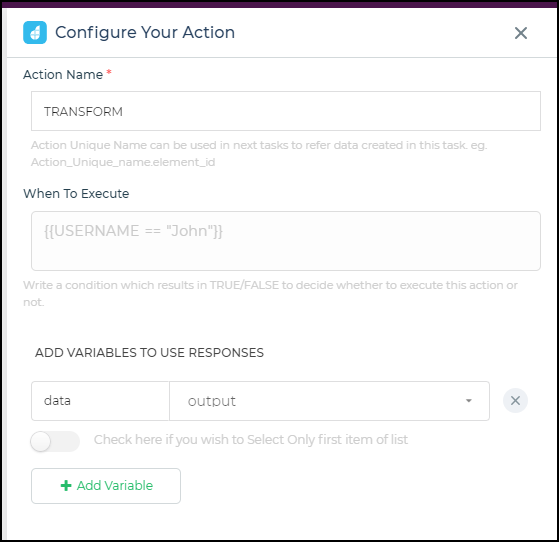 Configure Your Action
Action Name *
TRANSFORM
Action Unique Name can be used in next tasks to refer data created in this task. eg.
Action_Unique_name.element_id
When To Execute
{{USERNAME == "John"}}
Write a condition which results in TRUE/FALSE to decide whether to execute this action or
not.
ADD VARIABLES TO USE RESPONSES
data output
Check here if you wish to Select Only first item of list
+ Add Variable